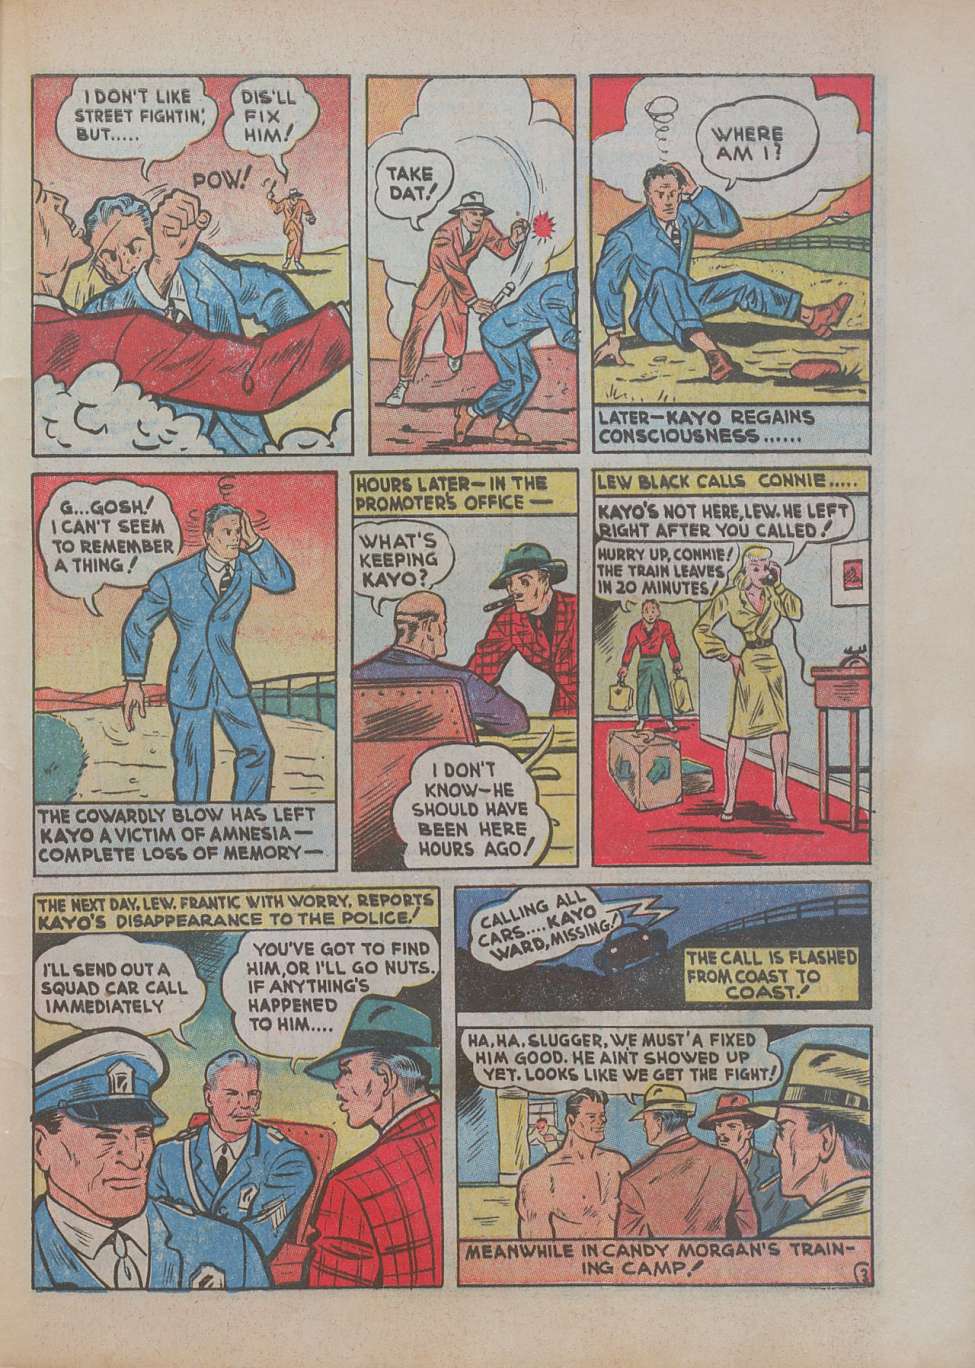 I DON'T LIKE
STREET FIGHTIN',
BUT.....
DIS'LL
FIX
HIM!
POW!
TAKE
DAT!
WHERE
AM I?
LATER—KAYO REGAINS
CONSCIOUSNESS......
G...GOSH!
I CAN'T SEEM
TO REMEMBER
A THING!
THE COWARDLY BLOW HAS LEFT
KAYO A VICTIM OF AMNESIA—
COMPLETE LOSS OF MEMORY—
HOURS LATER—IN THE
PROMOTER'S OFFICE—
WHAT'S
KEEPING
KAYO?
I DON'T
KNOW—HE
SHOULD HAVE
BEEN HERE
HOURS AGO!
LEW BLACK CALLS CONNIE.....
KAYO'S NOT HERE, LEW. HE LEFT
RIGHT AFTER YOU CALLED!
HURRY UP, CONNIE!
THE TRAIN LEAVES
IN 20 MINUTES!
THE NEXT DAY, LEW, FRANTIC WITH WORRY, REPORTS
KAYO'S DISAPPEARANCE TO THE POLICE!
I'LL SEND OUT A
SQUAD CAR CALL
IMMEDIATELY
YOU'VE GOT TO FIND
HIM, OR I'LL GO NUTS.
IF ANYTHING'S
HAPPENED
TO HIM....
CALLING ALL
CARS.... KAYO
WARD, MISSING!
THE CALL IS FLASHED
FROM COAST TO
COAST!
HA, HA, SLUGGER, WE MUST'A FIXED
HIM GOOD. HE AIN'T SHOWED UP
YET. LOOKS LIKE WE GET THE FIGHT!
MEANWHILE IN CANDY MORGAN'S TRAIN-
ING CAMP!
3